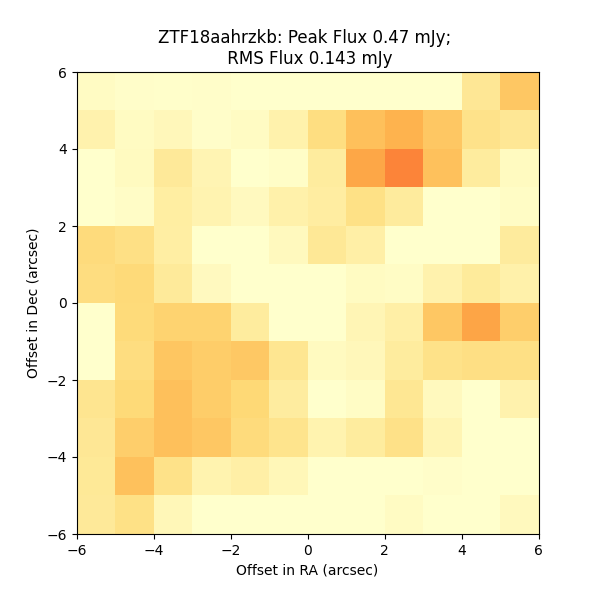 ZTF18aahrzkb: Peak Flux 0.47 mJy;
RMS Flux 0.143 mJy
6
4
2
0
−2
−4
−6
Offset in Dec (arcsec)
−6 −4 −2 0 2 4 6
Offset in RA (arcsec)